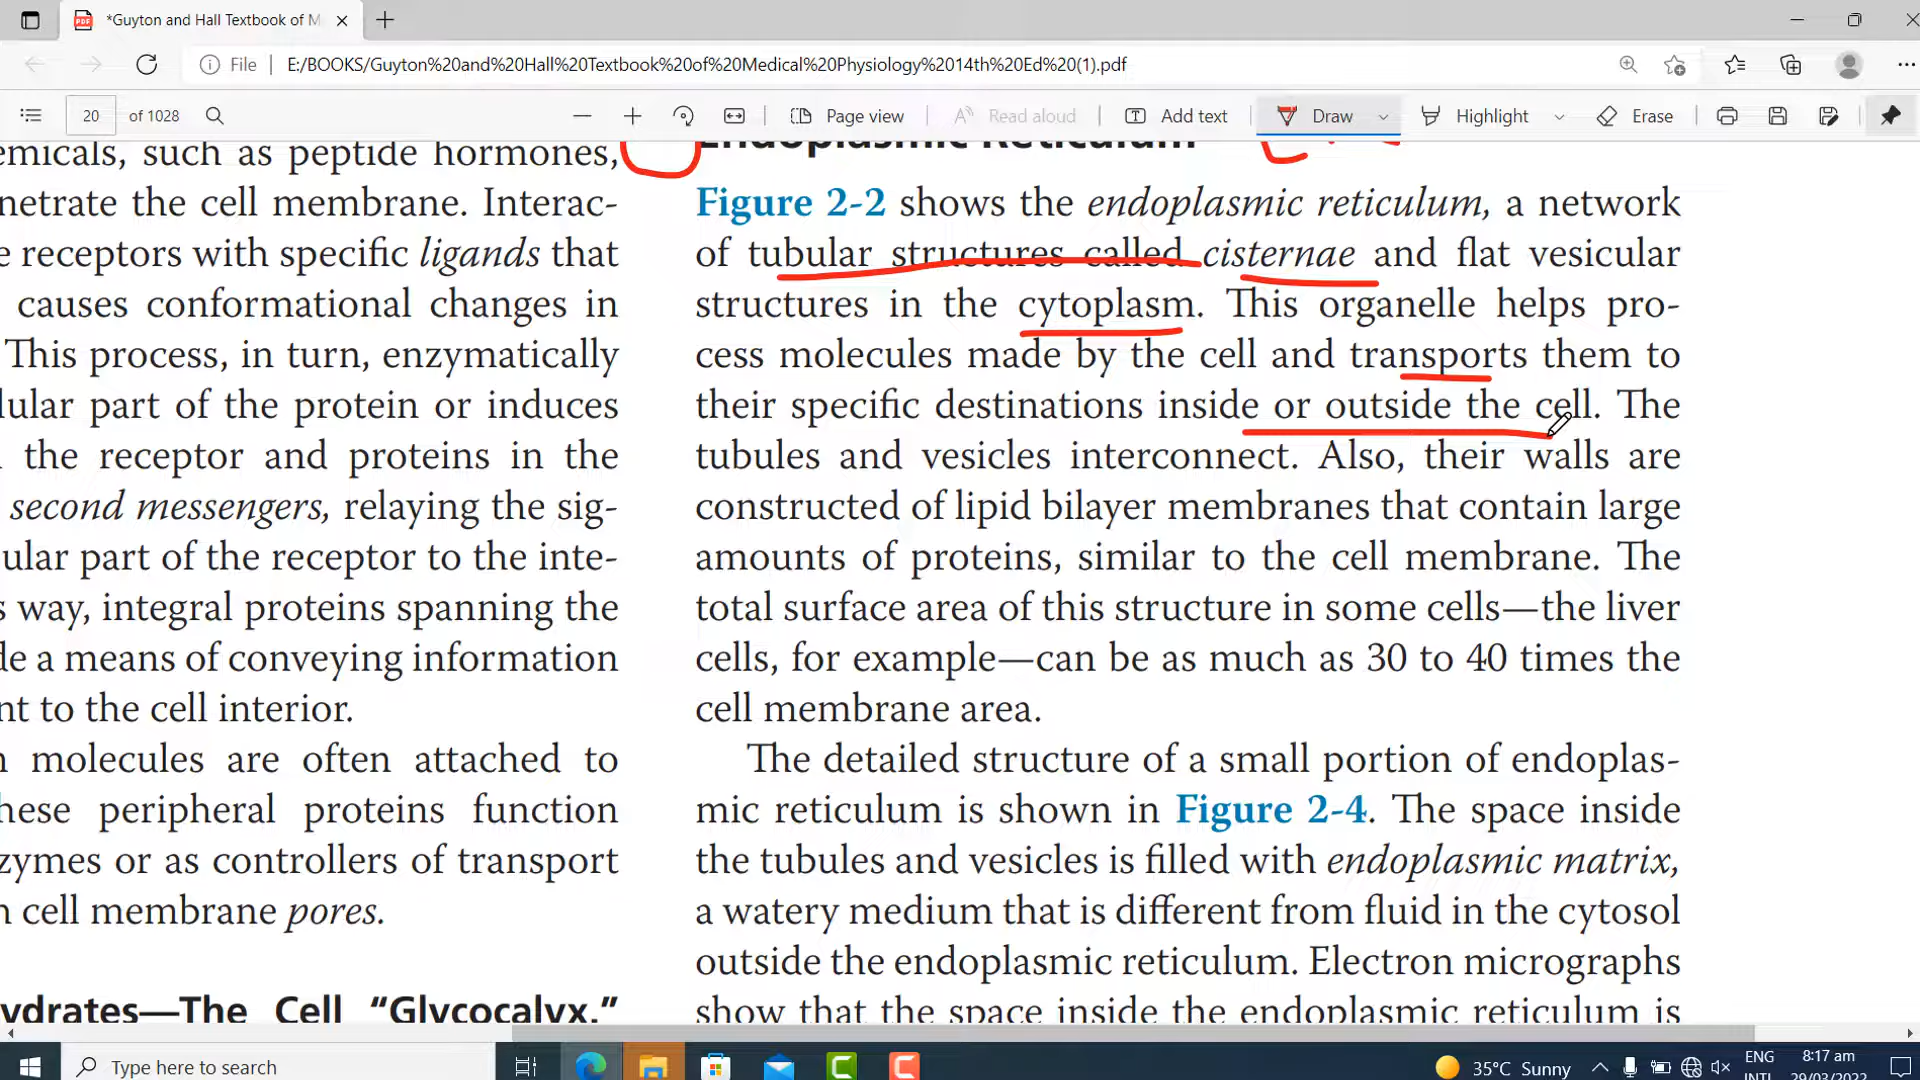 *Guyton and Hall Textbook of M
File
E:/BOOKS/Guyton%20and%20Hall%20Textbook%20of%20Medical%20Physiology%2014th%20Ed%20(1).pdf
20 of 1028
Page view
Read aloud
Add text
Draw
Highlight
Erase
emicals, such as peptide hormones,
netrate the cell membrane. Interac-
e receptors with specific ligands that
causes conformational changes in
This process, in turn, enzymatically
lular part of the protein or induces
the receptor and proteins in the
second messengers, relaying the sig-
ular part of the receptor to the inte-
s way, integral proteins spanning the
de a means of conveying information
nt to the cell interior.
n molecules are often attached to
hese peripheral proteins function
zymes or as controllers of transport
n cell membrane pores.
ydrates—The Cell “Glycocalyx.”
Endoplasmic Reticulum
Figure 2-2 shows the endoplasmic reticulum, a network
of tubular structures called cisternae and flat vesicular
structures in the cytoplasm. This organelle helps pro-
cess molecules made by the cell and transports them to
their specific destinations inside or outside the cell. The
tubules and vesicles interconnect. Also, their walls are
constructed of lipid bilayer membranes that contain large
amounts of proteins, similar to the cell membrane. The
total surface area of this structure in some cells—the liver
cells, for example—can be as much as 30 to 40 times the
cell membrane area.
The detailed structure of a small portion of endoplas-
mic reticulum is shown in Figure 2-4. The space inside
the tubules and vesicles is filled with endoplasmic matrix,
a watery medium that is different from fluid in the cytosol
outside the endoplasmic reticulum. Electron micrographs
show that the space inside the endoplasmic reticulum is
Type here to search
35°C Sunny
ENG
INTL
8:17 am
29/03/2022